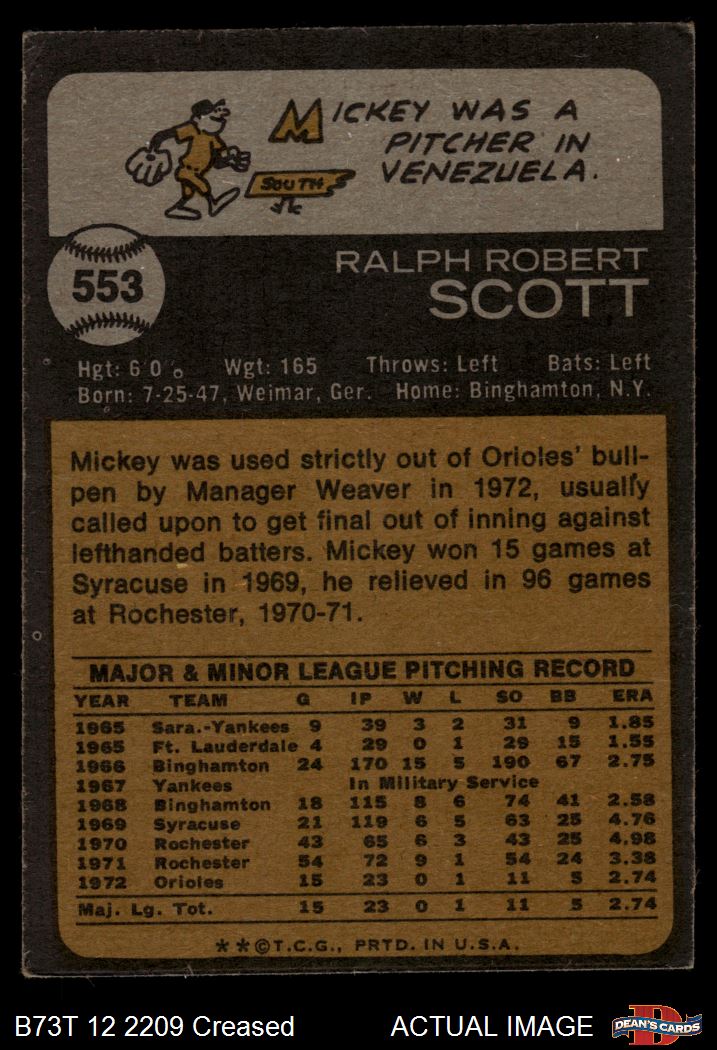 MICKEY WAS A
PITCHER IN
VENEZUELA.
SOUTH
553
RALPH ROBERT
SCOTT
Hgt: 6'0" Wgt: 165 Throws: Left Bats: Left
Born: 7-25-47, Weimar, Ger. Home: Binghamton, N.Y.
Mickey was used strictly out of Orioles' bull-
pen by Manager Weaver in 1972, usually
called upon to get final out of inning against
lefthanded batters. Mickey won 15 games at
Syracuse in 1969, he relieved in 96 games
at Rochester, 1970-71.
MAJOR & MINOR LEAGUE PITCHING RECORD
YEAR TEAM G IP W L SO BB ERA
1965 Sara.-Yankees 9 39 3 2 31 9 1.85
1965 Ft. Lauderdale 4 29 0 1 29 15 1.55
1966 Binghamton 24 170 15 5 190 67 2.75
1967 Yankees In Military Service
1968 Binghamton 18 115 8 6 74 41 2.58
1969 Syracuse 21 119 6 5 63 25 4.76
1970 Rochester 43 65 6 3 43 25 4.98
1971 Rochester 54 72 9 1 54 24 3.38
1972 Orioles 15 23 0 1 11 5 2.74
Maj. Lg. Tot. 15 23 0 1 11 5 2.74
**©T.C.G., PRTD. IN U.S.A.
B73T 12 2209 Creased ACTUAL IMAGE
DEAN'S CARDS